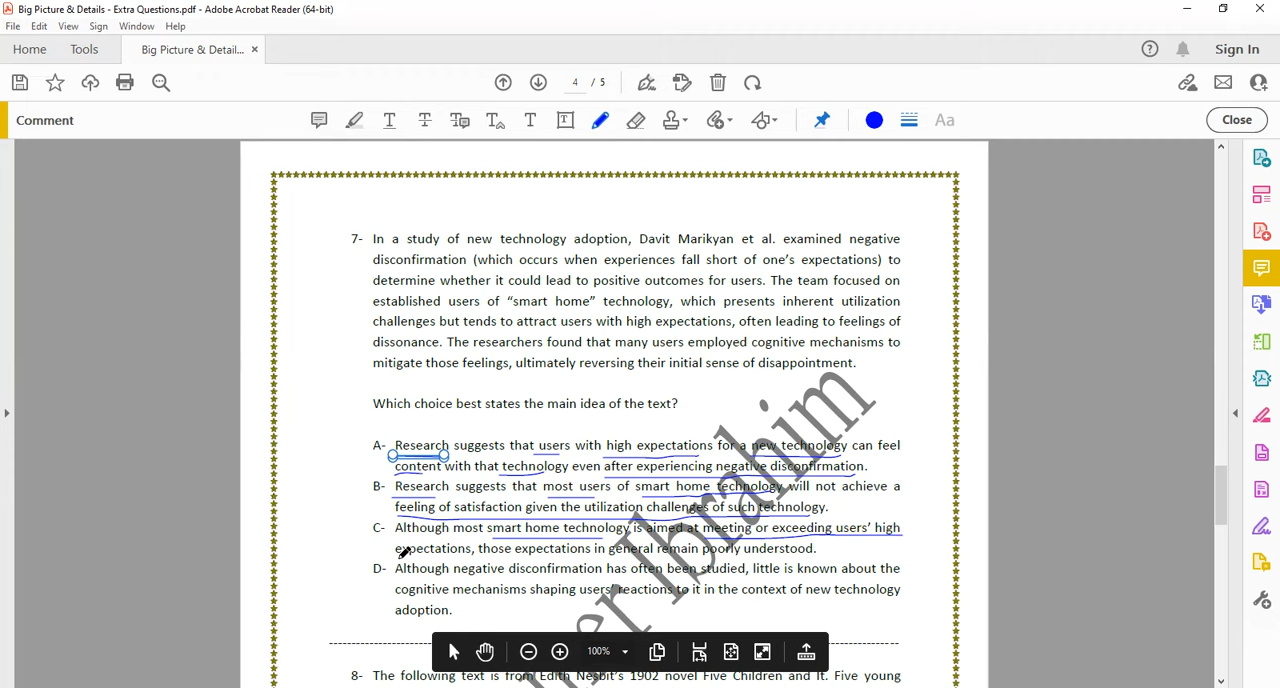 Big Picture & Details - Extra Questions.pdf - Adobe Acrobat Reader (64-bit)
File Edit View Sign Window Help
Home Tools Big Picture & Detail... × Sign In
4 / 5
Comment Close
7- In a study of new technology adoption, Davit Marikyan et al. examined negative
disconfirmation (which occurs when experiences fall short of one's expectations) to
determine whether it could lead to positive outcomes for users. The team focused on
established users of "smart home" technology, which presents inherent utilization
challenges but tends to attract users with high expectations, often leading to feelings of
dissonance. The researchers found that many users employed cognitive mechanisms to
mitigate those feelings, ultimately reversing their initial sense of disappointment.
Which choice best states the main idea of the text?
A- Research suggests that users with high expectations for a new technology can feel
content with that technology even after experiencing negative disconfirmation.
B- Research suggests that most users of smart home technology will not achieve a
feeling of satisfaction given the utilization challenges of such technology.
C- Although most smart home technology is aimed at meeting or exceeding users' high
expectations, those expectations in general remain poorly understood.
D- Although negative disconfirmation has often been studied, little is known about the
cognitive mechanisms shaping users' reactions to it in the context of new technology
adoption.
100%
8- The following text is from Edith Nesbit's 1902 novel Five Children and It. Five young
Ibrahim